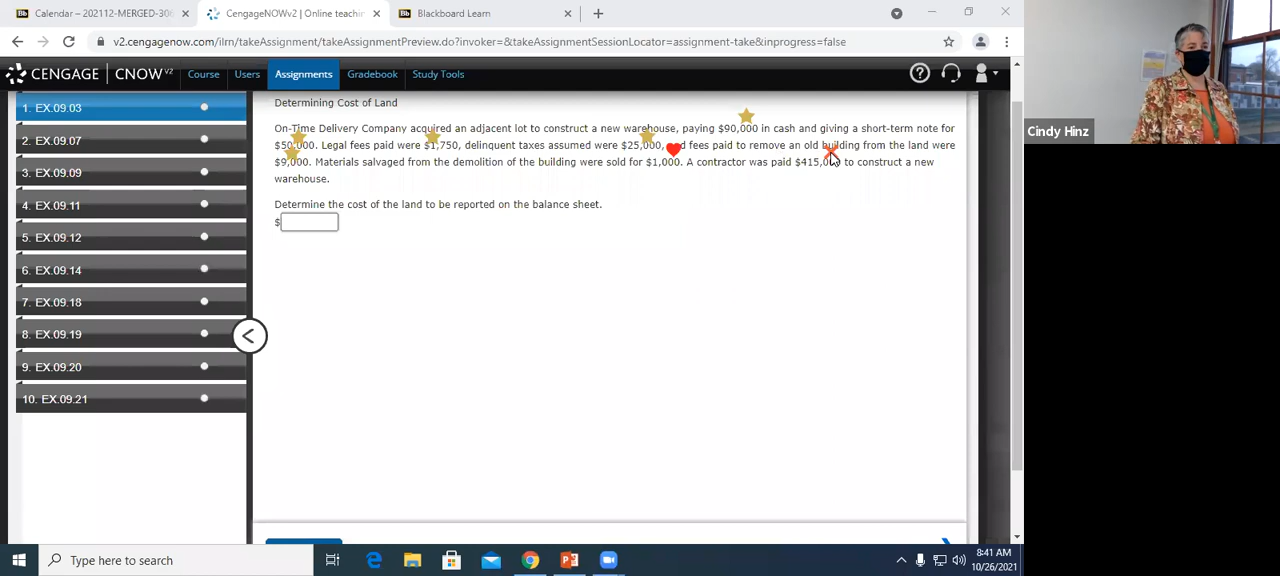 Calendar – 202112-MERGED-306
CengageNOWv2 | Online teachin
Blackboard Learn
v2.cengagenow.com/ilrn/takeAssignment/takeAssignmentPreview.do?invoker=&takeAssignmentSessionLocator=assignment-take&inprogress=false
CENGAGE | CNOWV2 Course Users Assignments Gradebook Study Tools
1. EX.09.03
2. EX.09.07
3. EX.09.09
4. EX.09.11
5. EX.09.12
6. EX.09.14
7. EX.09.18
8. EX.09.19
9. EX.09.20
10. EX.09.21
Determining Cost of Land
On-Time Delivery Company acquired an adjacent lot to construct a new warehouse, paying $90,000 in cash and giving a short-term note for
$50,000. Legal fees paid were $1,750, delinquent taxes assumed were $25,000, and fees paid to remove an old building from the land were
$9,000. Materials salvaged from the demolition of the building were sold for $1,000. A contractor was paid $415,000 to construct a new
warehouse.
Determine the cost of the land to be reported on the balance sheet.
$
Cindy Hinz
Type here to search
8:41 AM
10/26/2021